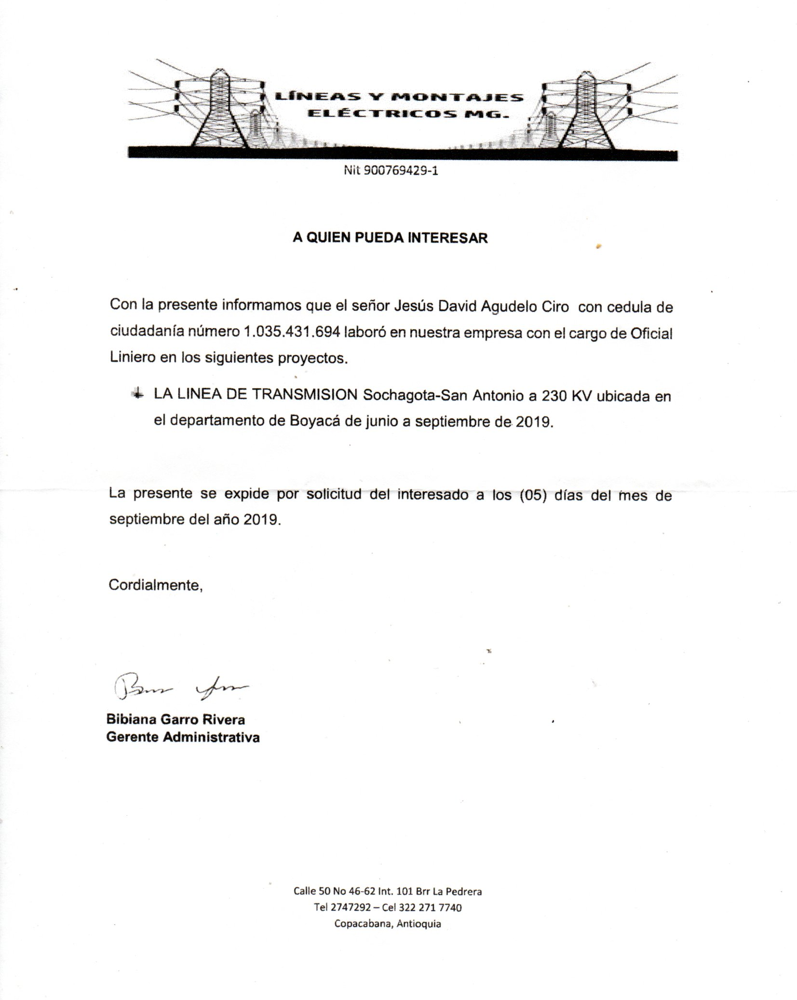 LÍNEAS Y MONTAJES
ELÉCTRICOS MG.
Nit 900769429-1
A QUIEN PUEDA INTERESAR
Con la presente informamos que el señor Jesús David Agudelo Ciro con cedula de
ciudadanía número 1.035.431.694 laboró en nuestra empresa con el cargo de Oficial
Liniero en los siguientes proyectos.
LA LINEA DE TRANSMISION Sochagota-San Antonio a 230 KV ubicada en
el departamento de Boyacá de junio a septiembre de 2019.
La presente se expide por solicitud del interesado a los (05) días del mes de
septiembre del año 2019.
Cordialmente,
Bibiana Garro Rivera
Gerente Administrativa
Calle 50 No 46-62 Int. 101 Brr La Pedrera
Tel 2747292 – Cel 322 271 7740
Copacabana, Antioquia